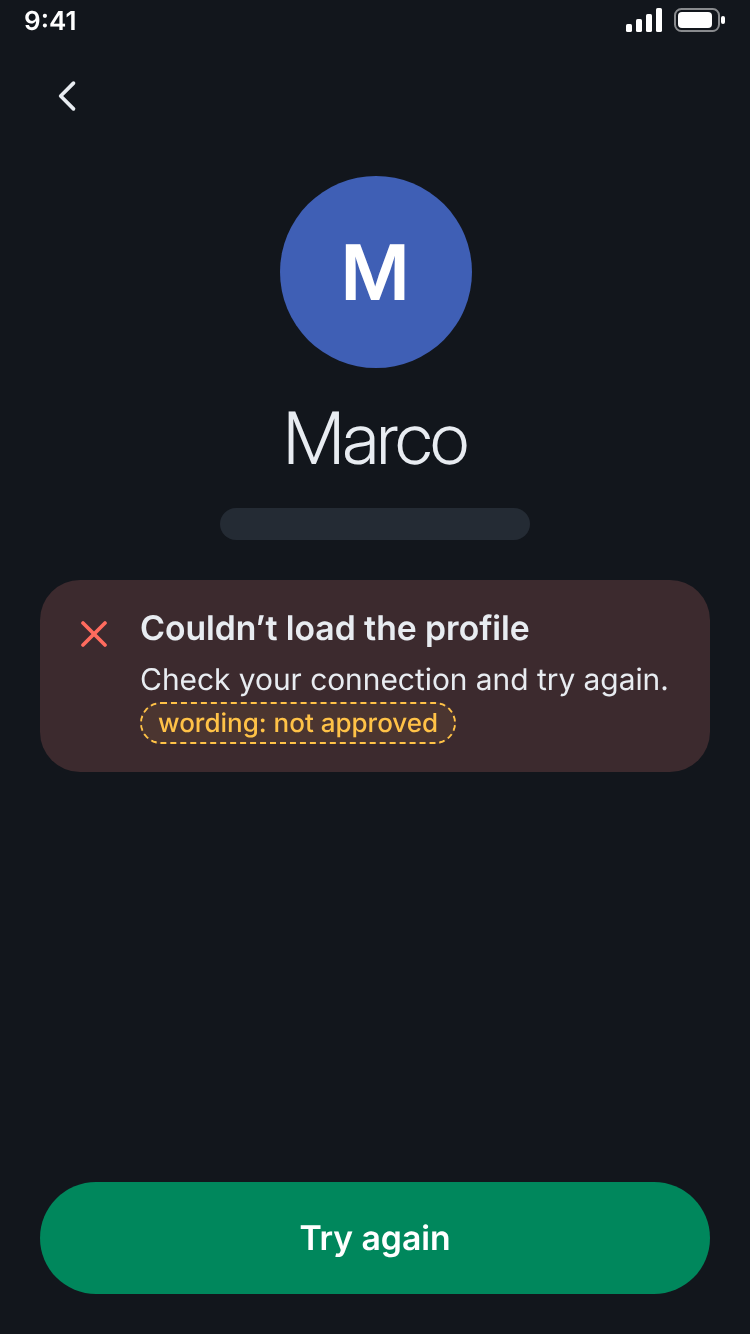 9:41
M
Marco
Couldn’t load the profile
Check your connection and try again.
wording: not approved
Try again